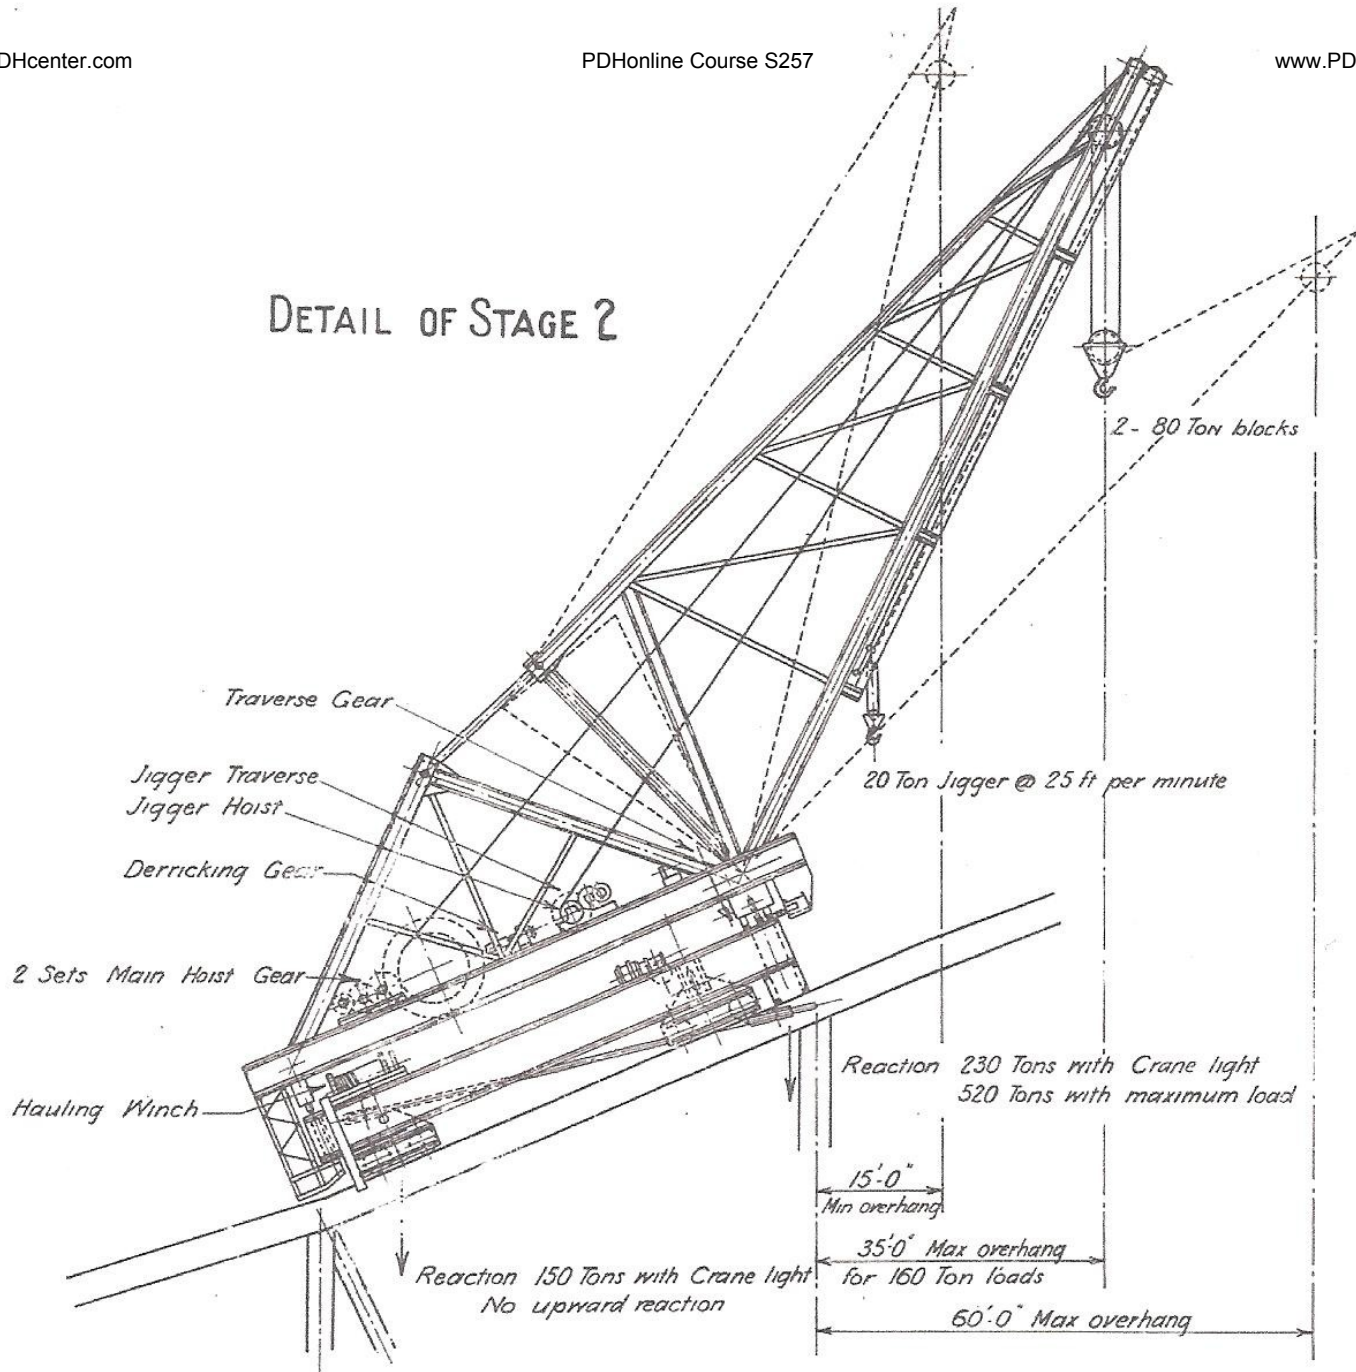 DHcenter.com
PDHonline Course S257
www.PD
DETAIL OF STAGE 2
2 - 80 Ton blocks
Traverse Gear
Jigger Traverse
Jigger Hoist
20 Ton Jigger @ 25 ft per minute
Derricking Gear
2 Sets Main Hoist Gear
Hauling Winch
Reaction 230 Tons with Crane light
520 Tons with maximum load
15'-0"
Min overhang
35'-0" Max overhang
for 160 Ton loads
Reaction 150 Tons with Crane light
No upward reaction
60'-0" Max overhang